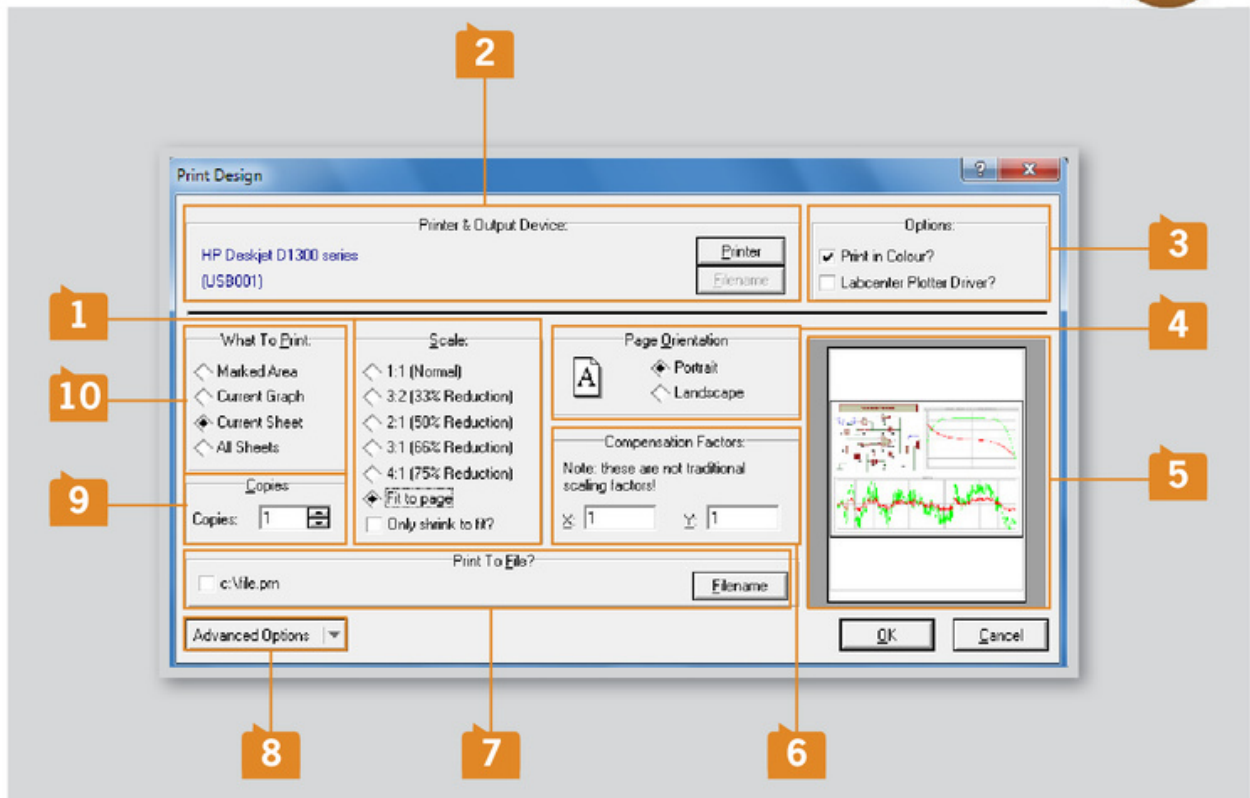 2
Print Design
Printer & Output Device:
HP Deskjet D1300 series
(USB001)
Printer
Filename
Options:
Print in Colour?
Labcenter Plotter Driver?
3
1
What To Print:
Marked Area
Current Graph
Current Sheet
All Sheets
10
Copies
Copies: 1
9
Scale:
1:1 (Normal)
3:2 (33% Reduction)
2:1 (50% Reduction)
3:1 (66% Reduction)
4:1 (75% Reduction)
Fit to page
Only shrink to fit?
Page Orientation
A
Portrait
Landscape
4
Compensation Factors:
Note: these are not traditional
scaling factors!
X: 1 Y: 1
5
Print To File?
c:\file.prn
Filename
Advanced Options
OK
Cancel
8
7
6